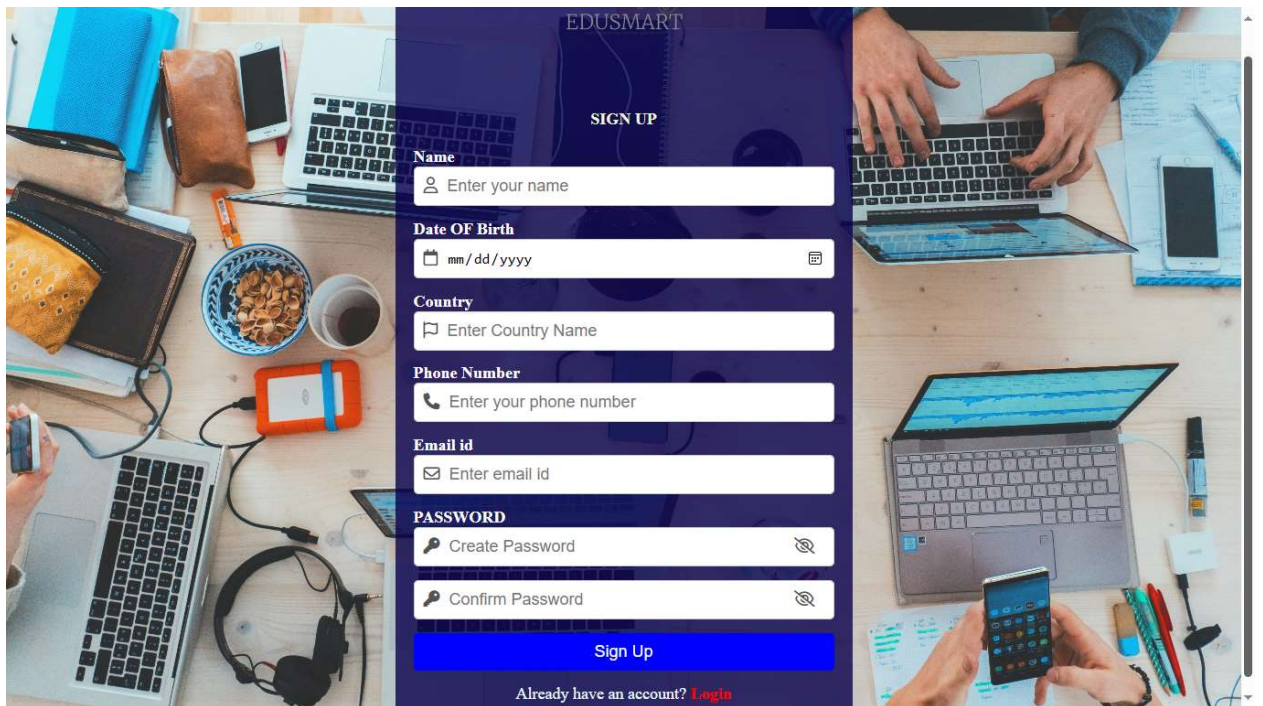 EDUSMART
SIGN UP
Name
Enter your name
Date OF Birth
mm/dd/yyyy
Country
Enter Country Name
Phone Number
Enter your phone number
Email id
Enter email id
PASSWORD
Create Password
Confirm Password
Sign Up
Already have an account? Login